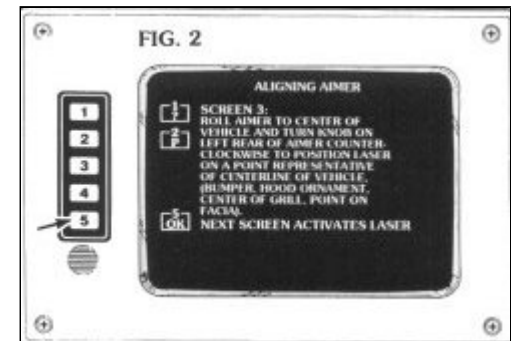 FIG. 2
1
2
3
4
5
ALIGNING AIMER
SCREEN 3:
ROLL AIMER TO CENTER OF
2 VEHICLE AND TURN KNOB ON
P LEFT REAR OF AIMER COUNTER-
CLOCKWISE TO POSITION LASER
ON A POINT REPRESENTATIVE
OF CENTERLINE OF VEHICLE.
(BUMPER, HOOD ORNAMENT,
CENTER OF GRILL, POINT ON
FACIA).
5
OK NEXT SCREEN ACTIVATES LASER